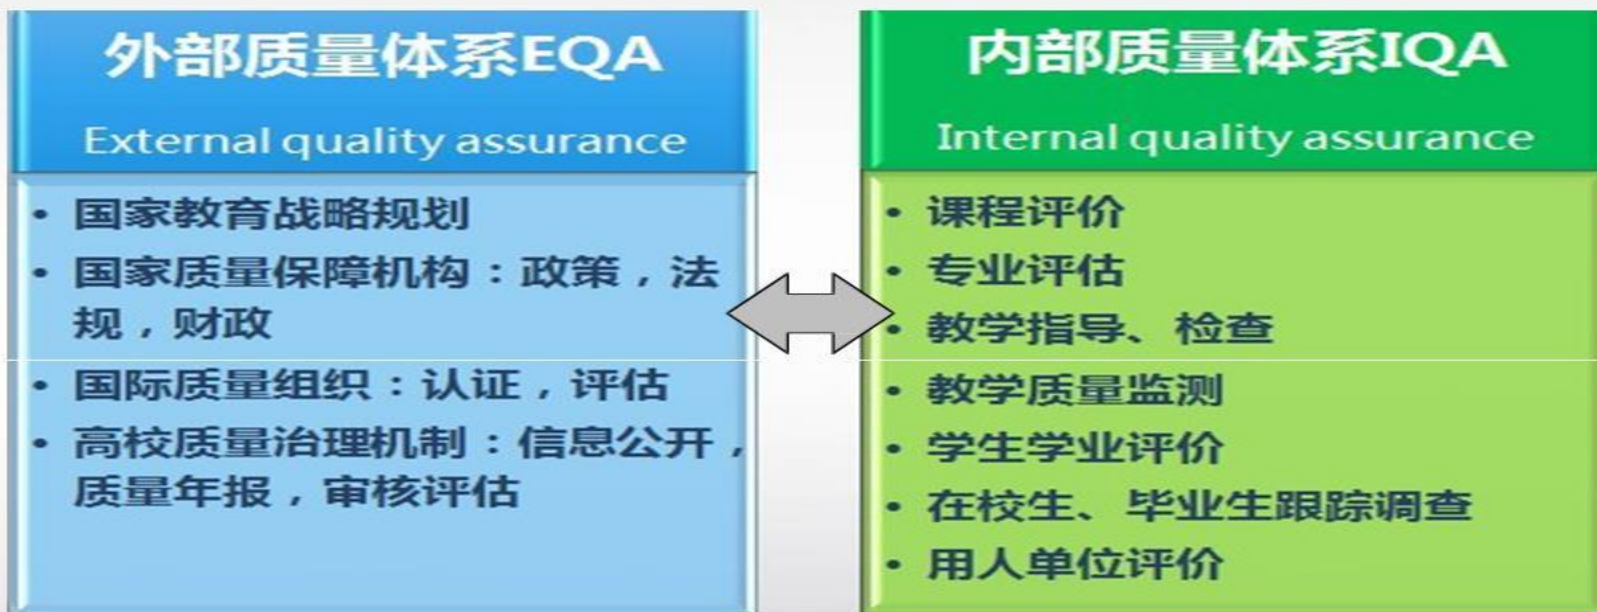 外部质量体系EQA
External quality assurance
• 国家教育战略规划
• 国家质量保障机构：政策，法
规，财政
• 国际质量组织：认证，评估
• 高校质量治理机制：信息公开，
质量年报，审核评估
内部质量体系IQA
Internal quality assurance
• 课程评价
• 专业评估
• 教学指导、检查
• 教学质量监测
• 学生学业评价
• 在校生、毕业生跟踪调查
• 用人单位评价